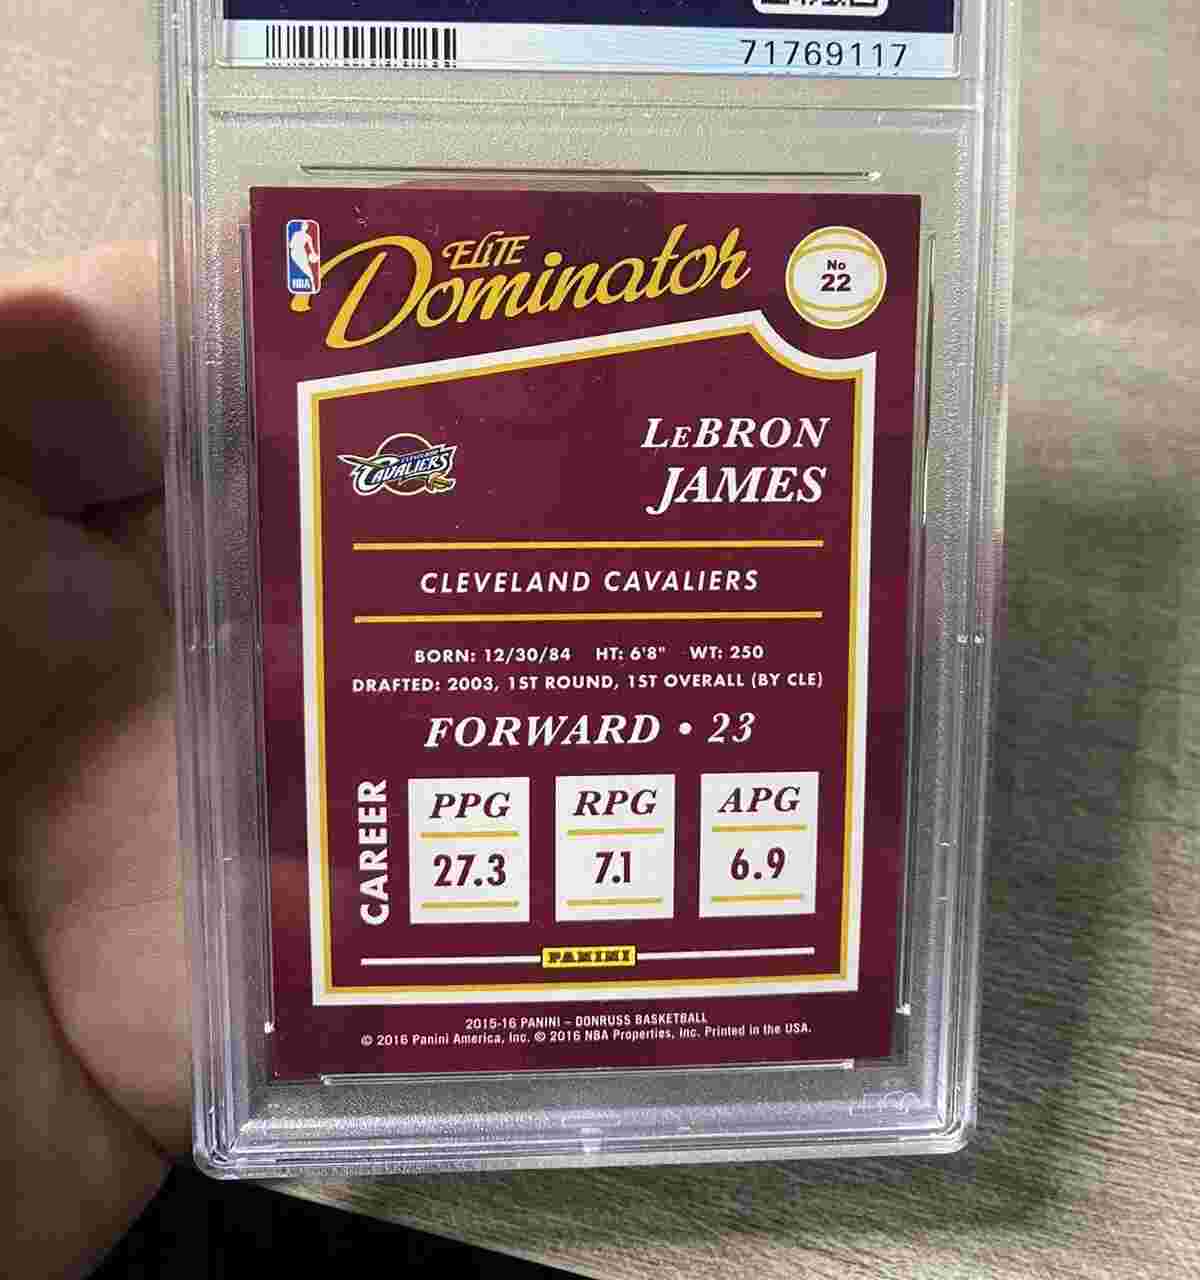 71769117
NBA
ELITE
Dominator
No
22
LEBRON
JAMES
CLEVELAND
CAVALIERS
CLEVELAND CAVALIERS
BORN: 12/30/84 HT: 6'8" WT: 250
DRAFTED: 2003, 1ST ROUND, 1ST OVERALL (BY CLE)
FORWARD • 23
CAREER
PPG RPG APG
27.3 7.1 6.9
PANINI
2015-16 PANINI – DONRUSS BASKETBALL
© 2016 Panini America, Inc. © 2016 NBA Properties, Inc. Printed in the USA.